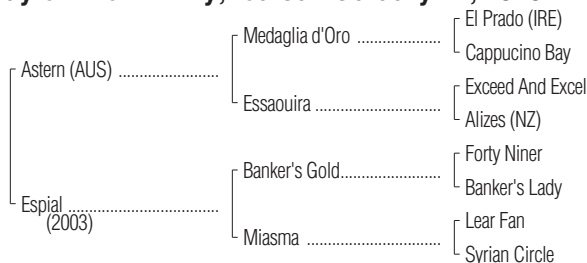 El Prado (IRE)
Medaglia d'Oro ..................
Cappucino Bay
Astern (AUS) ...................
Exceed And Excel
Essaouira ........................
Alizes (NZ)
Forty Niner
Banker's Gold...................
Banker's Lady
Espial ............................
(2003)
Lear Fan
Miasma .........................
Syrian Circle